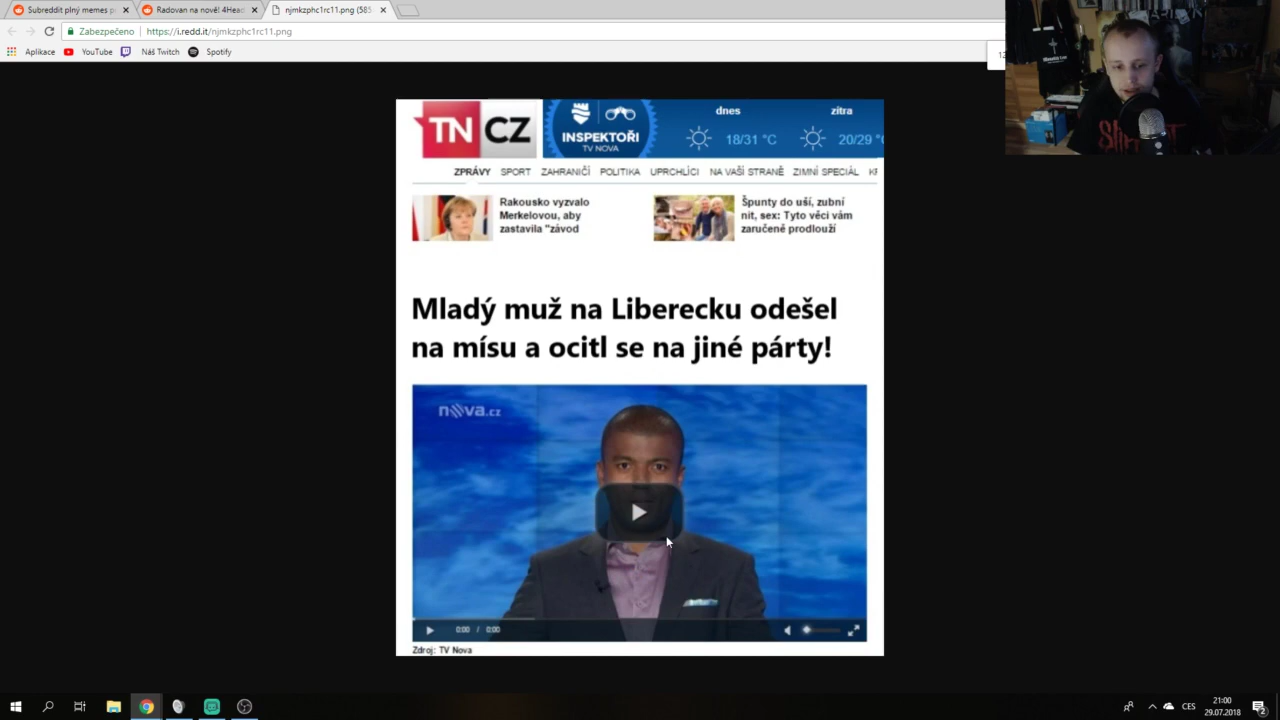 Subreddit plný memes p
Radovan na nově! 4Head
njmkzphc1rc11.png (585
Zabezpečeno
https://i.redd.it/njmkzphc1rc11.png
Aplikace
YouTube
Náš Twitch
Spotify
TN CZ
INSPEKTOŘI
TV NOVA
dnes
18/31 °C
zítra
20/29 °
ZPRÁVY SPORT ZAHRANIČÍ POLITIKA UPRCHLÍCI NA VAŠÍ STRANĚ ZIMNÍ SPECIÁL
Rakousko vyzvalo
Merkelovou, aby
zastavila "závod
Špunty do uší, zubní
nit, sex: Tyto věci vám
zaručeně prodlouží
Mladý muž na Liberecku odešel
na mísu a ocitl se na jiné párty!
nova.cz
0:00 / 0:00
Zdroj: TV Nova
CES
21:00
29.07.2018
2